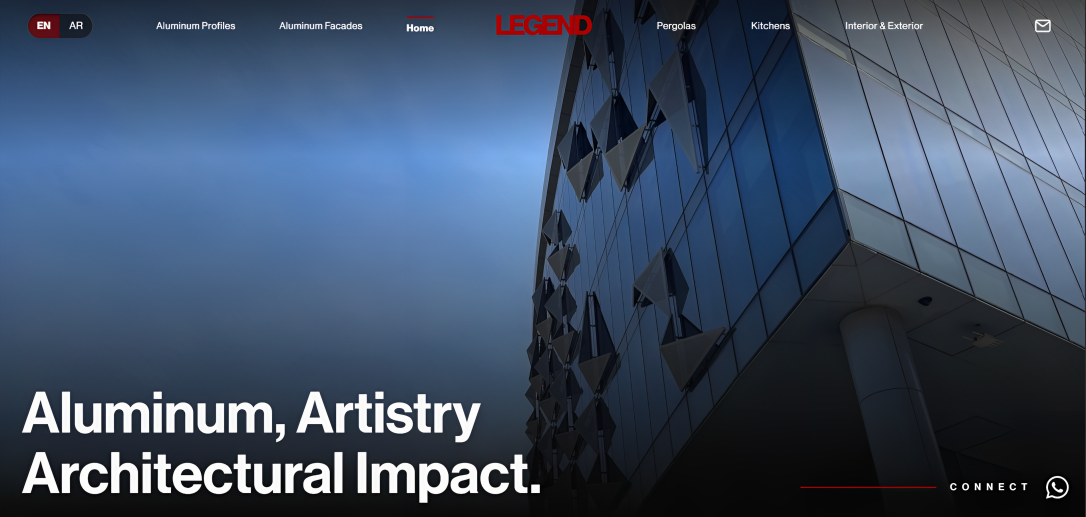 EN AR
Aluminum Profiles
Aluminum Facades
Home
LEGEND
Pergolas
Kitchens
Interior & Exterior
Aluminum, Artistry
Architectural Impact.
CONNECT